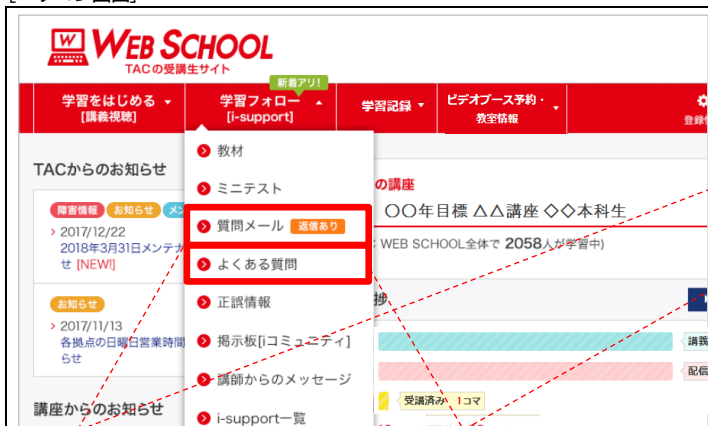 WEB SCHOOL
TACの受講生サイト
新着アリ!
学習をはじめる
[講義視聴]
学習フォロー
[i-support]
学習記録
ビデオブース予約・
教室情報
教材
ミニテスト
質問メール 返信あり
よくある質問
正誤情報
掲示板[iコミュニティ]
講師からのメッセージ
i-support一覧
TACからのお知らせ
障害情報 お知らせ
2017/12/22
2018年3月31日メンテナ
せ [NEW!]
お知らせ
2017/11/13
各拠点の日曜日営業時間
らせ
講座からのお知らせ
の講座
〇〇年目標 △△講座 ◇◇本科生
WEB SCHOOL全体で 2058人が学習中)
捗
講義
配信
受講済み 1コマ